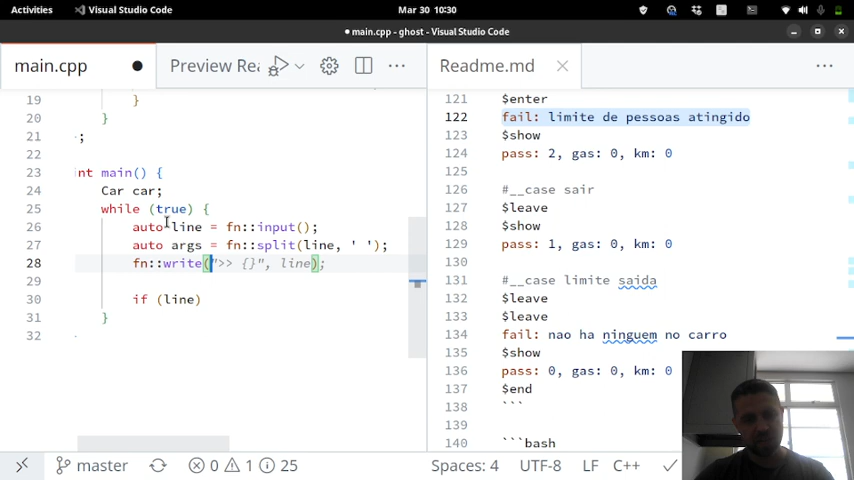 Activities
Visual Studio Code
Mar 30 10:30
● main.cpp - ghost - Visual Studio Code
main.cpp
Preview Rea
19 }
20 }
21 ;
22
23 nt main() {
24 Car car;
25 while (true) {
26 auto line = fn::input();
27 auto args = fn::split(line, ' ');
28 fn::write(">> {}", line);
29
30 if (line)
31 }
32
Readme.md
121 $enter
122 fail: limite de pessoas atingido
123 $show
124 pass: 2, gas: 0, km: 0
125
126 #__case sair
127 $leave
128 $show
129 pass: 1, gas: 0, km: 0
130
131 #__case limite saida
132 $leave
133 $leave
134 fail: nao ha ninguem no carro
135 $show
136 pass: 0, gas: 0, km: 0
137 $end
138 ```
139
140 ```bash
master
0 1 25
Spaces: 4
UTF-8
LF
C++